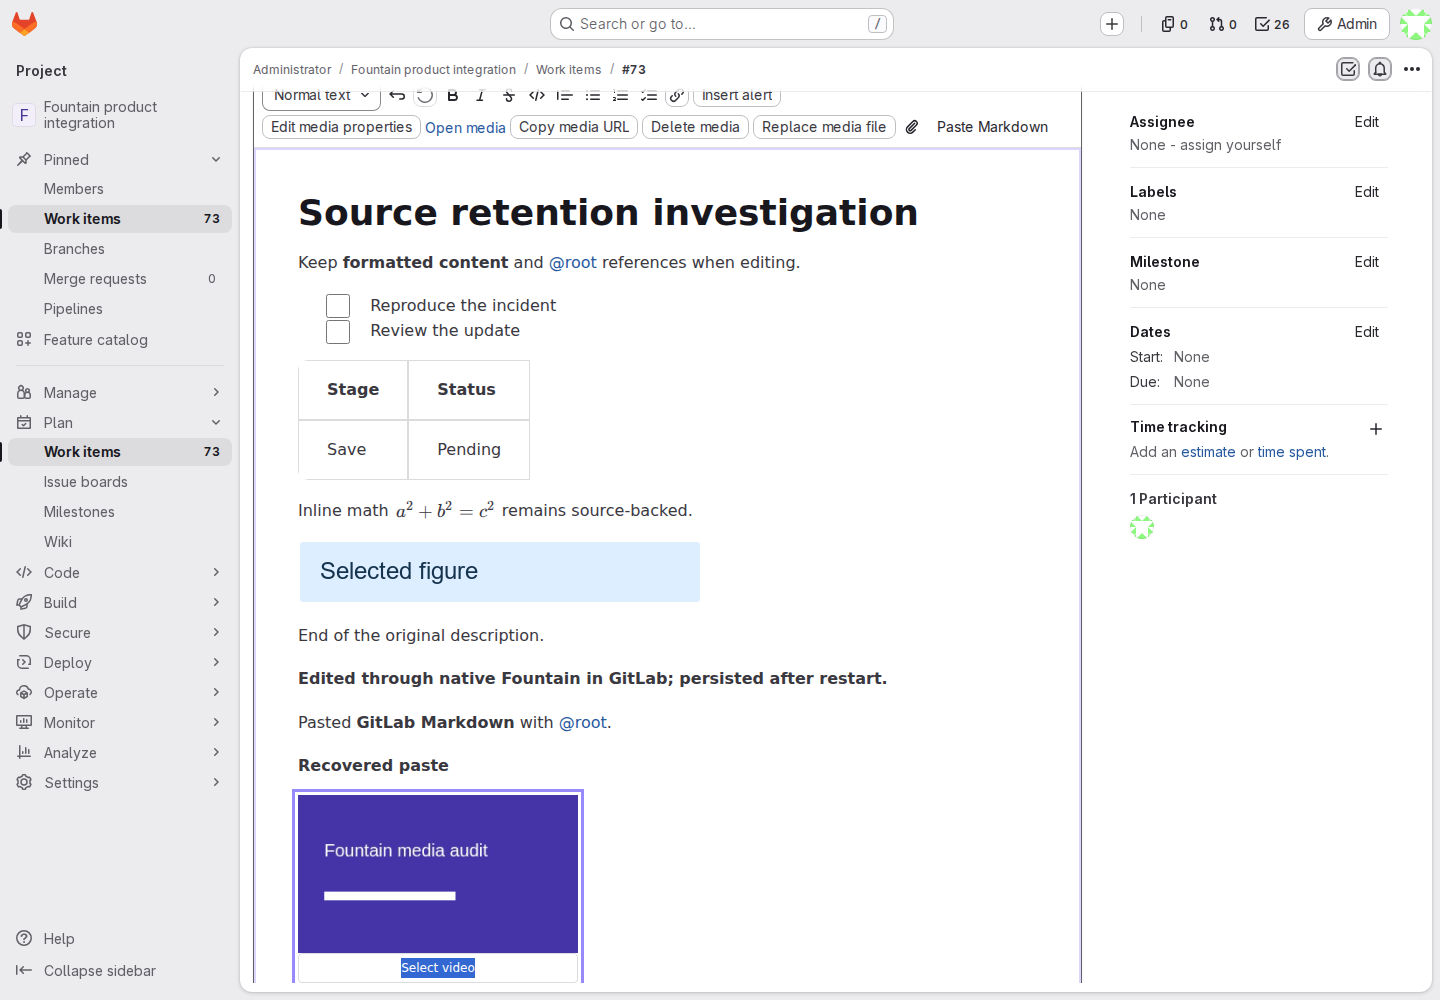 Search or go to...
/
0
0
26
Admin
Project
F
Fountain product
integration
Pinned
Members
Work items 73
Branches
Merge requests 0
Pipelines
Feature catalog
Manage
Plan
Work items 73
Issue boards
Milestones
Wiki
Code
Build
Secure
Deploy
Operate
Monitor
Analyze
Settings
Help
Collapse sidebar
Administrator / Fountain product integration / Work items / #73
Normal text
Insert alert
Edit media properties Open media Copy media URL Delete media Replace media file Paste Markdown
Source retention investigation
Keep formatted content and @root references when editing.
Reproduce the incident
Review the update
Stage Status
Save Pending
Inline math a² + b² = c² remains source-backed.
Selected figure
End of the original description.
Edited through native Fountain in GitLab; persisted after restart.
Pasted GitLab Markdown with @root.
Recovered paste
Fountain media audit
Select video
Assignee Edit
None - assign yourself
Labels Edit
None
Milestone Edit
None
Dates Edit
Start: None
Due: None
Time tracking
Add an estimate or time spent.
1 Participant